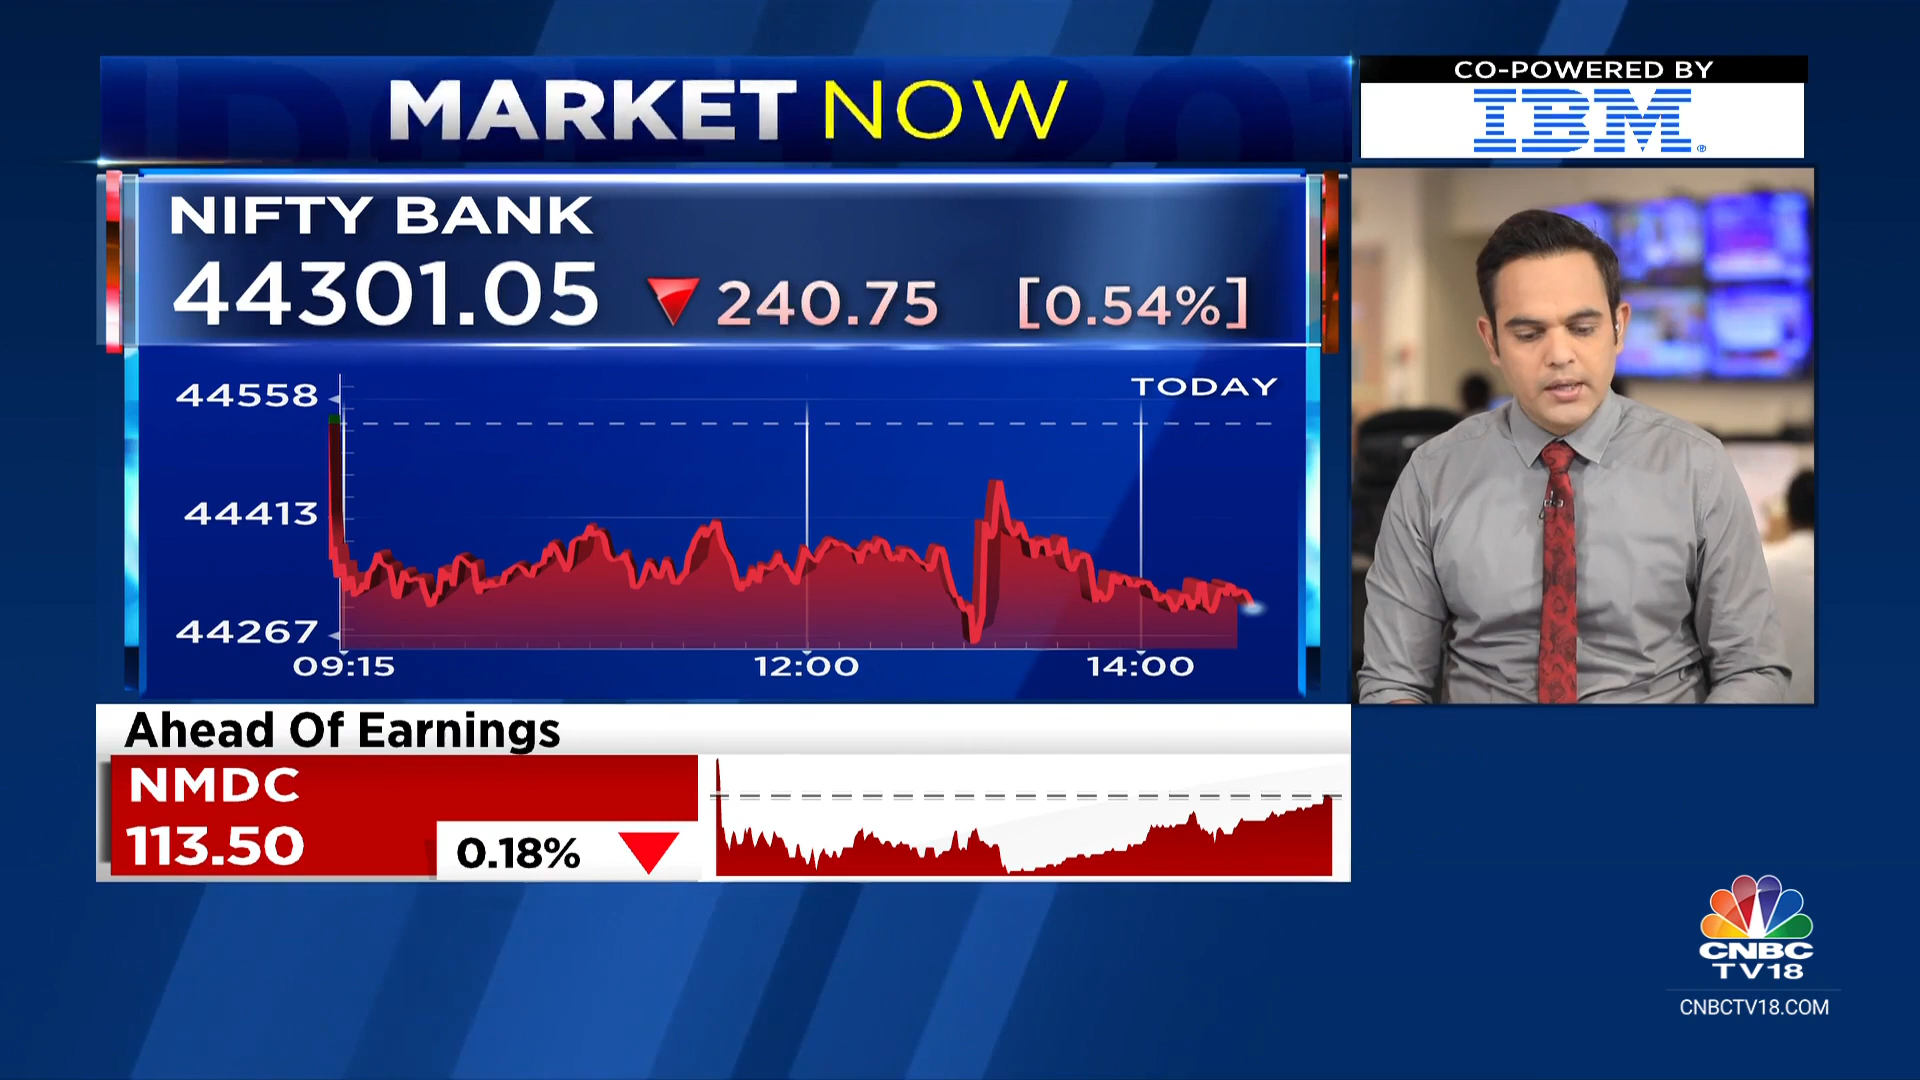 MARKET NOW
CO-POWERED BY
IBM®
NIFTY BANK
44301.05 240.75 [0.54%]
TODAY
44558
44413
44267
09:15 12:00 14:00
Ahead Of Earnings
NMDC
113.50 0.18%
CNBC
TV18
CNBCTV18.COM